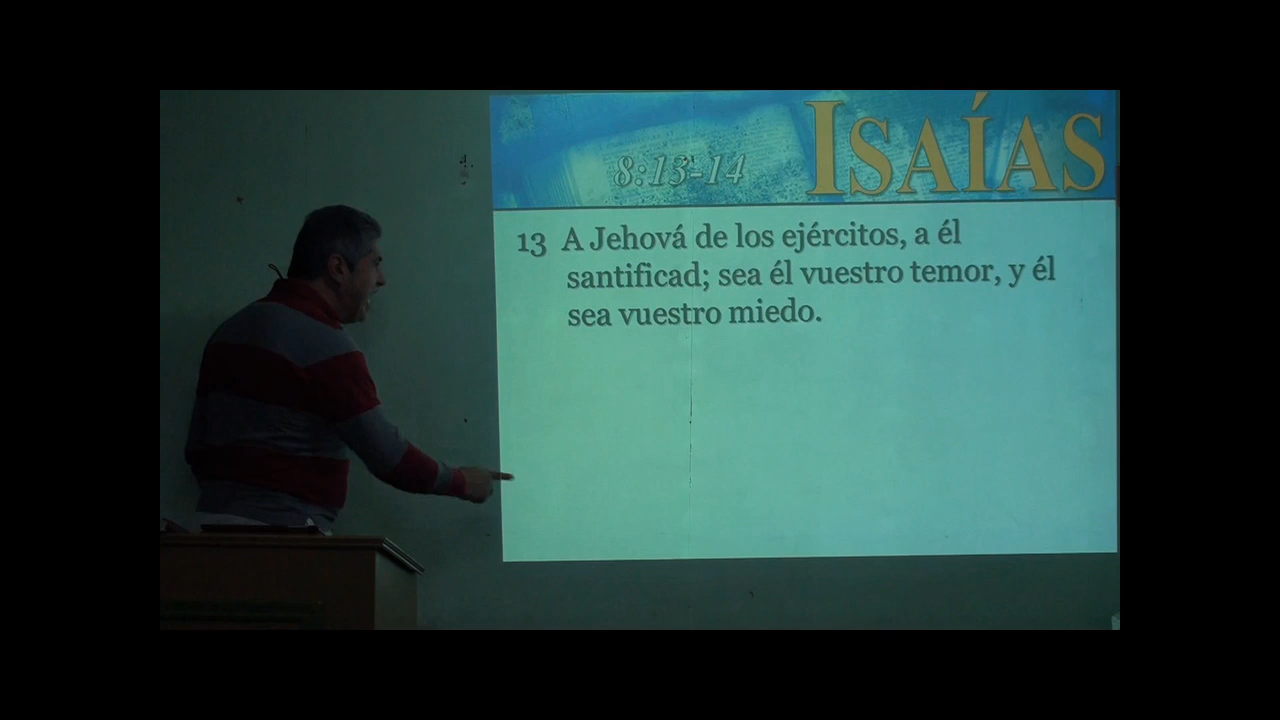 ISAÍAS
8:13-14
13 A Jehová de los ejércitos, a él
santificad; sea él vuestro temor, y él
sea vuestro miedo.